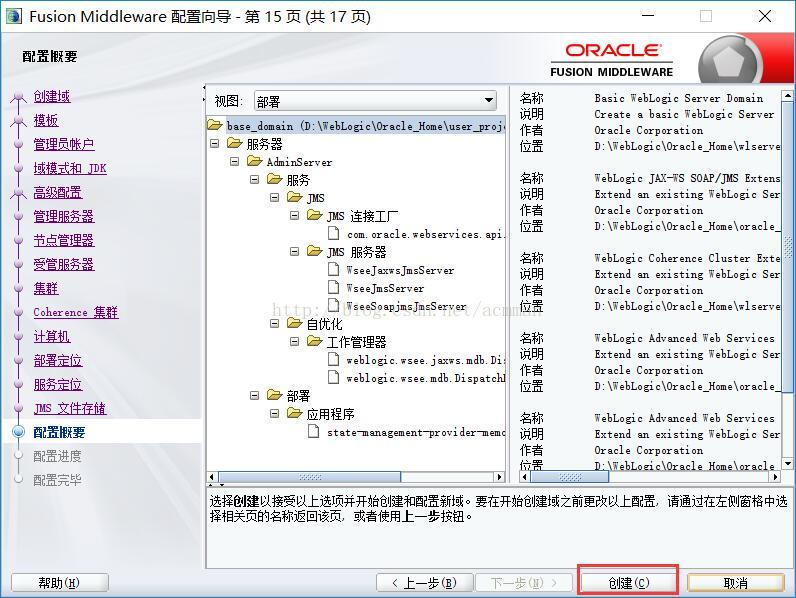 Fusion Middleware 配置向导 - 第 15 页 (共 17 页)
配置概要
ORACLE
FUSION MIDDLEWARE
创建域
模板
管理员帐户
域模式和 JDK
高级配置
管理服务器
节点管理器
受管服务器
集群
Coherence 集群
计算机
部署定位
服务定位
JMS 文件存储
配置概要
配置进度
配置完毕
视图: 部署
base_domain (D:\WebLogic\Oracle_Home\user_proj
服务器
AdminServer
服务
JMS
JMS 连接工厂
com.oracle.webservices.api.
JMS 服务器
WseeJaxwsJmsServer
WseeJmsServer
WseeSoapjmsJmsServer
自优化
工作管理器
weblogic.wsee.jaxws.mdb.Di
weblogic.wsee.mdb.Dispatch
部署
应用程序
state-management-provider-memo
名称 Basic WebLogic Server Domain
说明 Create a basic WebLogic Server
作者 Oracle Corporation
位置 D:\WebLogic\Oracle_Home\wlserve
名称 WebLogic JAX-WS SOAP/JMS Extens
说明 Extend an existing WebLogic Ser
作者 Oracle Corporation
位置 D:\WebLogic\Oracle_Home\oracle_
名称 WebLogic Coherence Cluster Exte
说明 Extend an existing WebLogic Ser
作者 Oracle Corporation
位置 D:\WebLogic\Oracle_Home\wlserve
名称 WebLogic Advanced Web Services
说明 Extend an existing WebLogic Ser
作者 Oracle Corporation
位置 D:\WebLogic\Oracle_Home\oracle_
名称 WebLogic Advanced Web Services
说明 Extend an existing WebLogic Ser
作者 Oracle Corporation
位置 D:\WebLogic\Oracle_Home\oracle_
http://blog.csdn.net/acmman
选择创建以接受以上选项并开始创建和配置新域。要在开始创建域之前更改以上配置, 请通过在左侧窗格中选
择相关页的名称返回该页, 或者使用上一步按钮。
帮助(H)
< 上一步(B)
下一步(N) >
创建(C)
取消